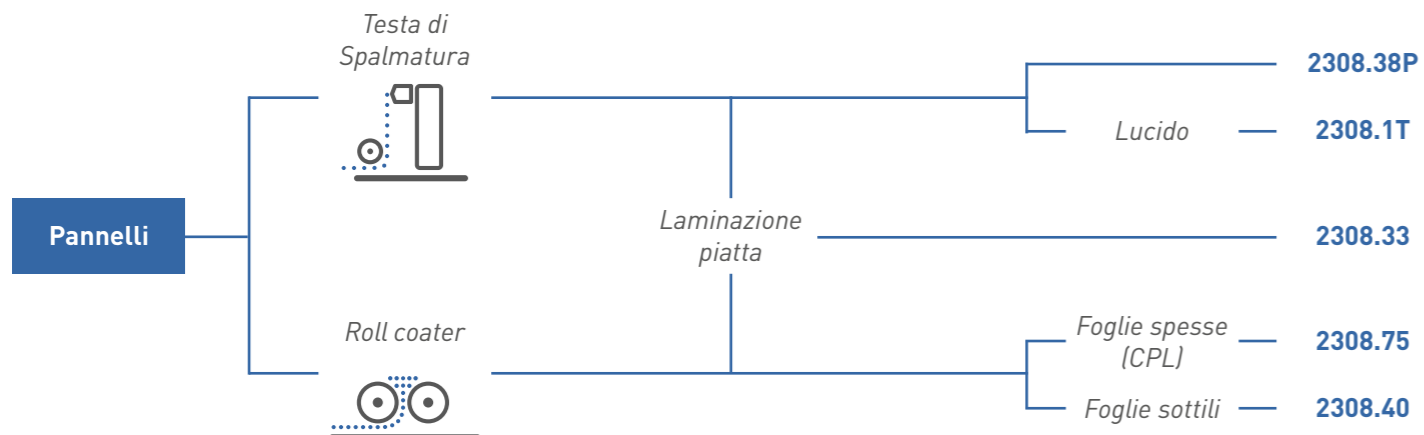 Testa di
Spalmatura
2308.38P
Lucido
2308.1T
Pannelli
Laminazione
piatta
2308.33
Roll coater
Foglie spesse
(CPL)
2308.75
Foglie sottili
2308.40